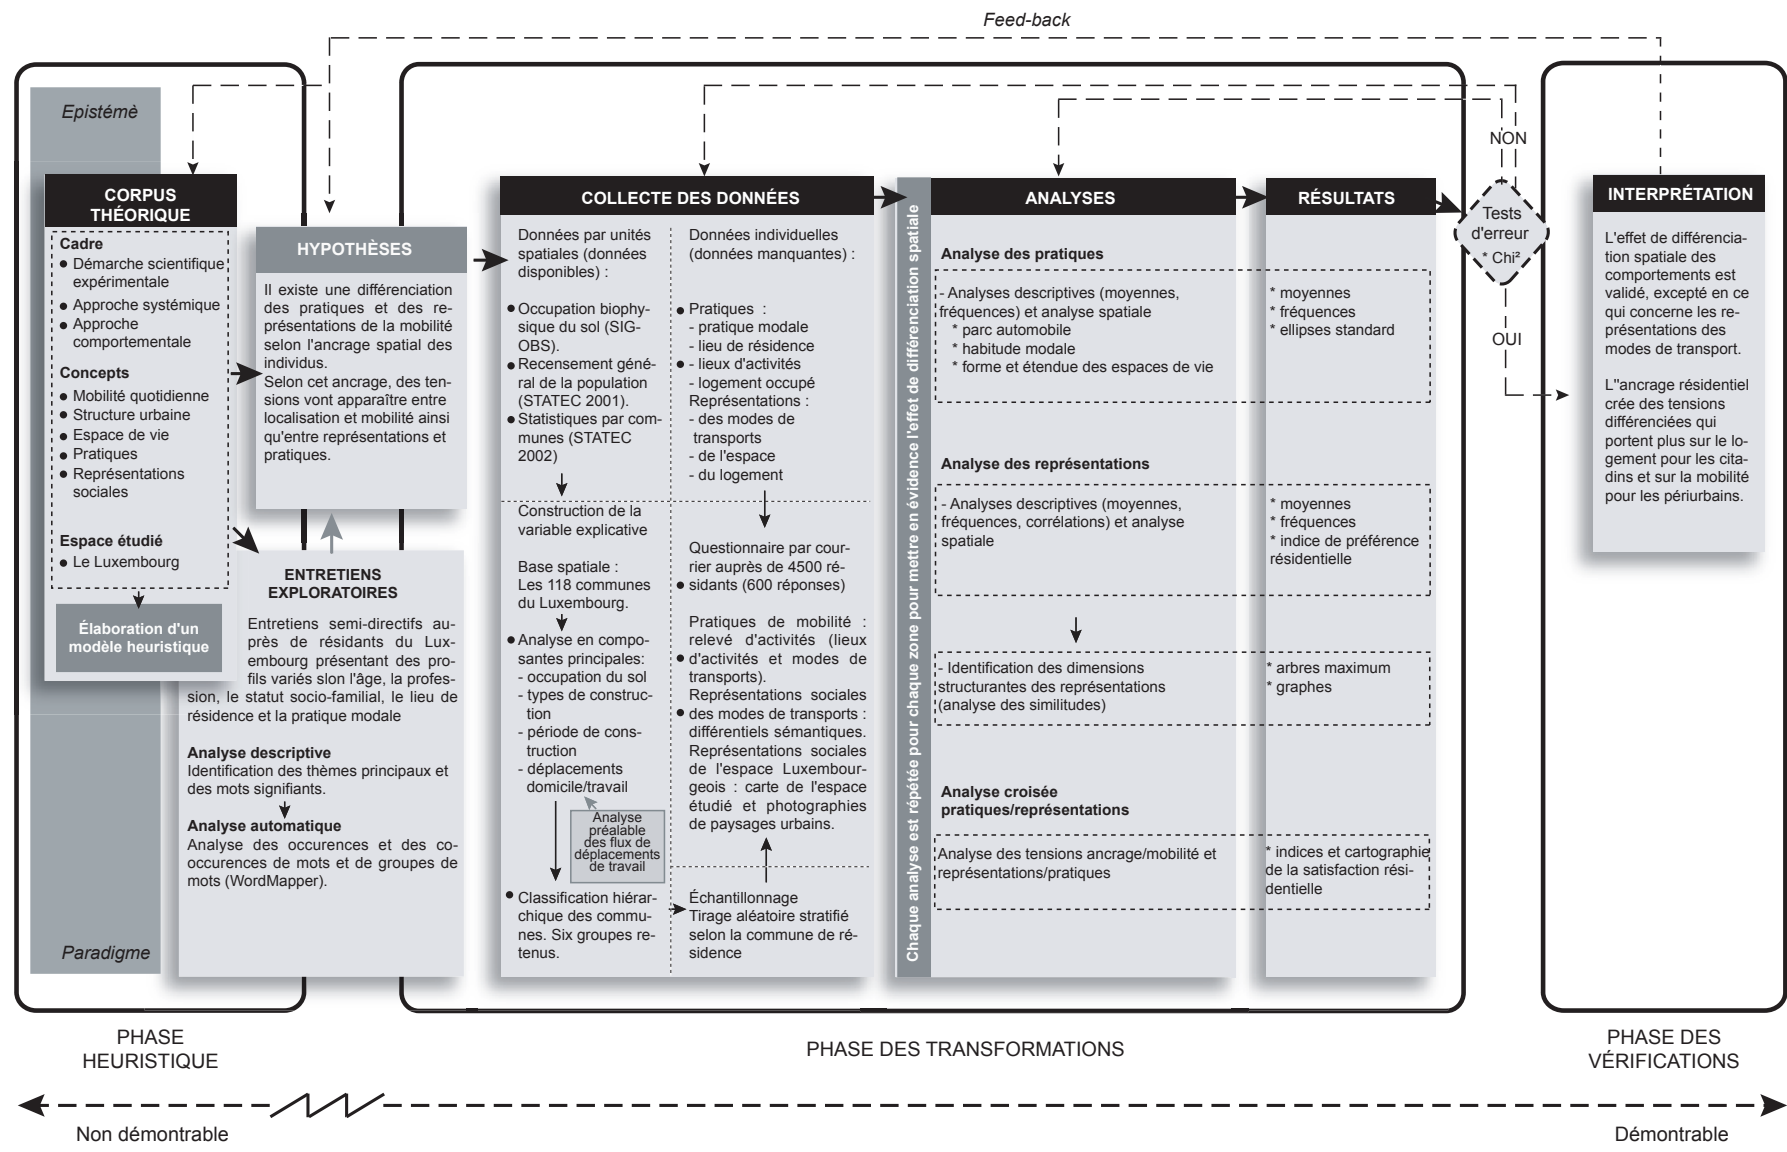 Feed-back
Epistémè
CORPUS
THÉORIQUE
Cadre
● Démarche scientifique
expérimentale
● Approche systémique
● Approche
comportementale
Concepts
● Mobilité quotidienne
● Structure urbaine
● Espace de vie
● Pratiques
● Représentations
sociales
Espace étudié
● Le Luxembourg
Élaboration d'un
modèle heuristique
Paradigme
HYPOTHÈSES
Il existe une différenciation
des pratiques et des re-
présentations de la mobilité
selon l'ancrage spatial des
individus.
Selon cet ancrage, des ten-
sions vont apparaître entre
localisation et mobilité ainsi
qu'entre représentations et
pratiques.
ENTRETIENS
EXPLORATOIRES
Entretiens semi-directifs au-
près de résidants du Lux-
embourg présentant des pro-
fils variés slon l'âge, la profes-
sion, le statut socio-familial, le lieu de
résidence et la pratique modale
Analyse descriptive
Identification des thèmes principaux et
des mots signifiants.
Analyse automatique
Analyse des occurences et des co-
occurences de mots et de groupes de
mots (WordMapper).
COLLECTE DES DONNÉES
Données par unités
spatiales (données
disponibles) :
● Occupation biophy-
sique du sol (SIG-
OBS).
● Recensement géné-
ral de la population
(STATEC 2001).
● Statistiques par com-
munes (STATEC
2002)
Construction de la
variable explicative
Base spatiale :
Les 118 communes
du Luxembourg.
● Analyse en compo-
santes principales:
- occupation du sol
- types de construc-
tion
- période de cons-
truction
- déplacements
domicile/travail
Analyse
préalable
des flux de
déplacements
de travail
● Classification hiérar-
chique des commu-
nes. Six groupes re-
tenus.
Données individuelles
(données manquantes) :
● Pratiques :
- pratique modale
- lieu de résidence
● - lieux d'activités
- logement occupé
Représentations :
- des modes de
transports
- de l'espace
- du logement
Questionnaire par cour-
rier auprès de 4500 ré-
● sidants (600 réponses)
Pratiques de mobilité :
relevé d'activités (lieux
● d'activités et modes de
transports).
Représentations sociales
● des modes de transports :
différentiels sémantiques.
Représentations sociales
de l'espace Luxembour-
geois : carte de l'espace
étudié et photographies
de paysages urbains.
Échantillonnage
Tirage aléatoire stratifié
selon la commune de ré-
sidence
Chaque analyse est répétée pour chaque zone pour mettre en évidence l'effet de différenciation spatiale
ANALYSES
Analyse des pratiques
- Analyses descriptives (moyennes,
fréquences) et analyse spatiale
* parc automobile
* habitude modale
* forme et étendue des espaces de vie
Analyse des représentations
- Analyses descriptives (moyennes,
fréquences, corrélations) et analyse
spatiale
- Identification des dimensions
structurantes des représentations
(analyse des similitudes)
Analyse croisée
pratiques/représentations
Analyse des tensions ancrage/mobilité et
représentations/pratiques
RÉSULTATS
* moyennes
* fréquences
* ellipses standard
* moyennes
* fréquences
* indice de préférence
résidentielle
* arbres maximum
* graphes
* indices et cartographie
de la satisfaction rési-
dentielle
NON
Tests
d'erreur
* Chi²
OUI
INTERPRÉTATION
L'effet de différencia-
tion spatiale des
comportements est
validé, excepté en ce
qui concerne les re-
présentations des
modes de transport.
L''ancrage résidentiel
crée des tensions
différenciées qui
portent plus sur le lo-
gement pour les cita-
dins et sur la mobilité
pour les périurbains.
PHASE
HEURISTIQUE
PHASE DES TRANSFORMATIONS
PHASE DES
VÉRIFICATIONS
Non démontrable
Démontrable